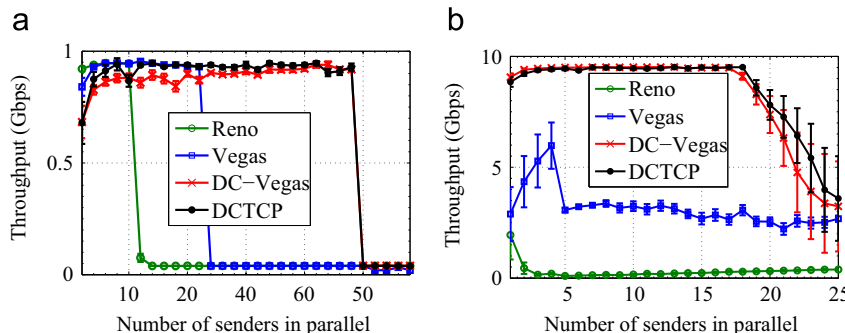 a
Throughput (Gbps)
1
0.5
0
10
20
40
60
50
Reno
Vegas
DC-Vegas
DCTCP
Number of senders in parallel
b
Throughput (Gbps)
10
5
0
5
10
15
20
25
Reno
Vegas
DC-Vegas
DCTCP
Number of senders in parallel